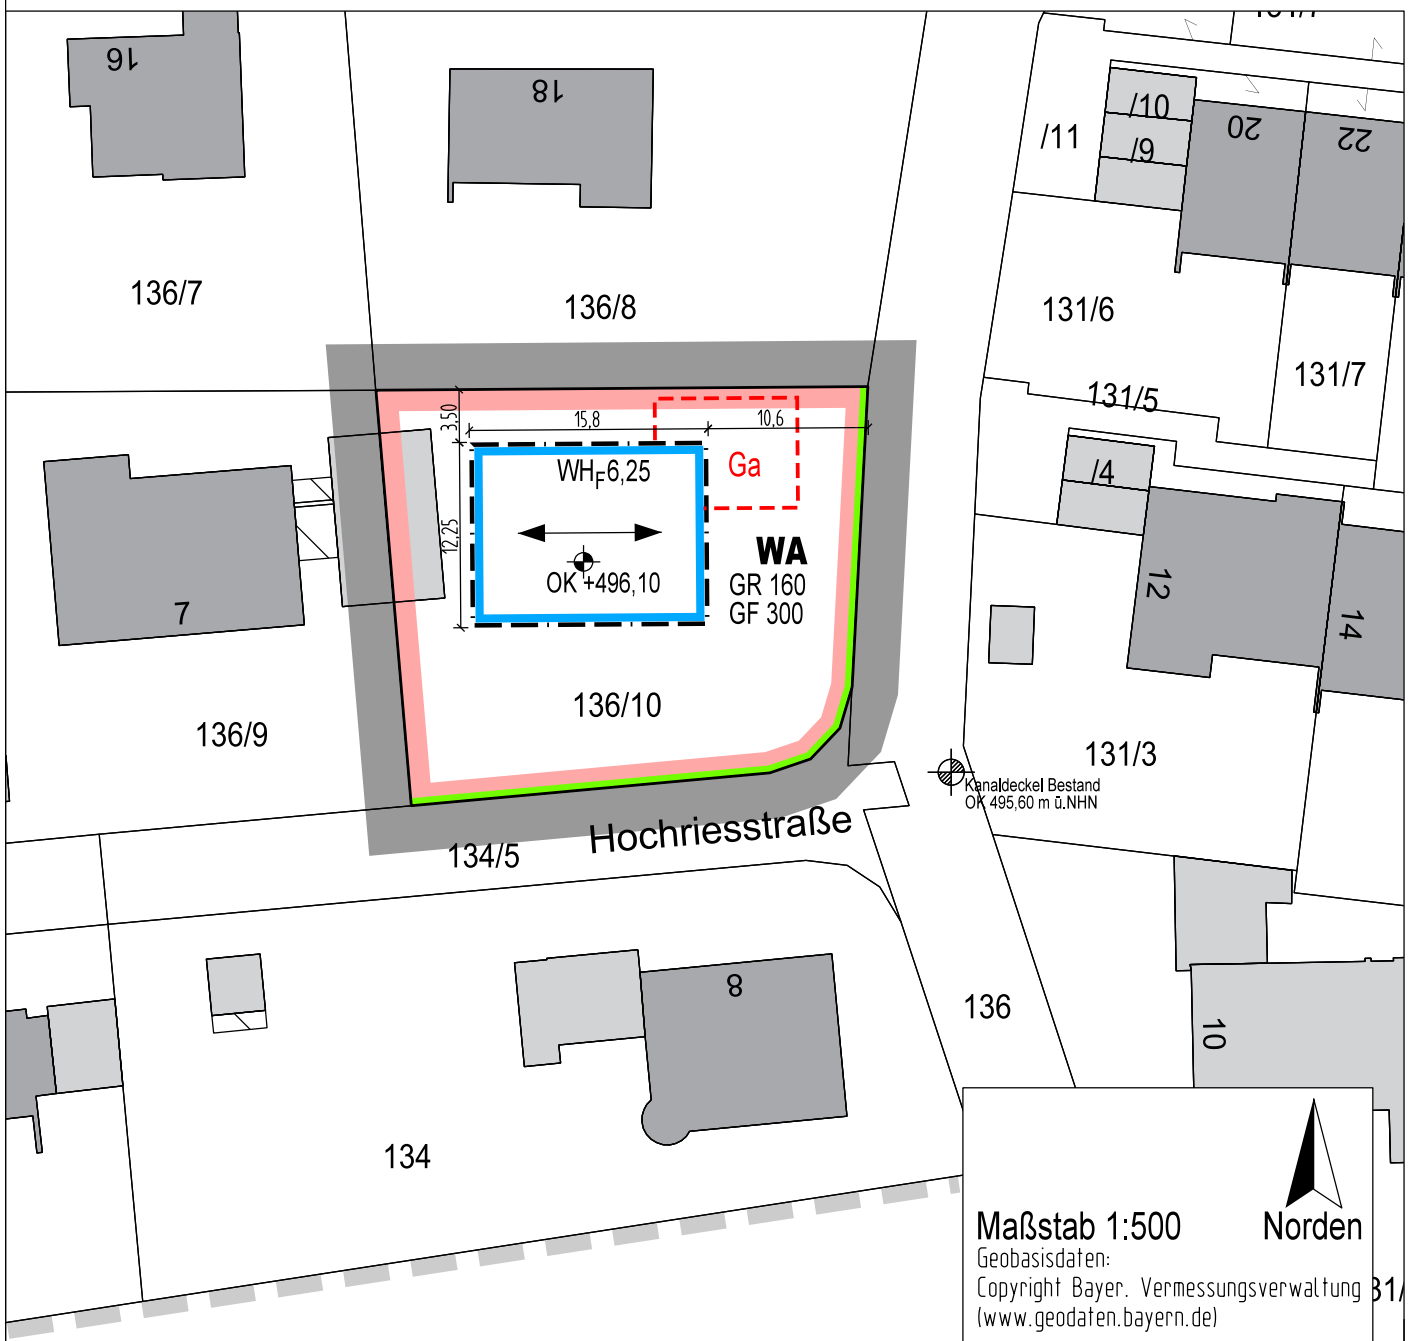 16
18
/10
/9
/11
20
22
136/7
136/8
131/6
131/7
131/5
3,50
15,8
10,6
WHF6,25
Ga
/4
12,25
WA
OK +496,10
GR 160
GF 300
7
12
14
136/10
136/9
131/3
Kanaldeckel Bestand
OK 495,60 m ü.NHN
Hochriesstraße
134/5
8
136
10
134
Maßstab 1:500
Norden
Geobasisdaten:
Copyright Bayer. Vermessungsverwaltung
(www.geodaten.bayern.de)